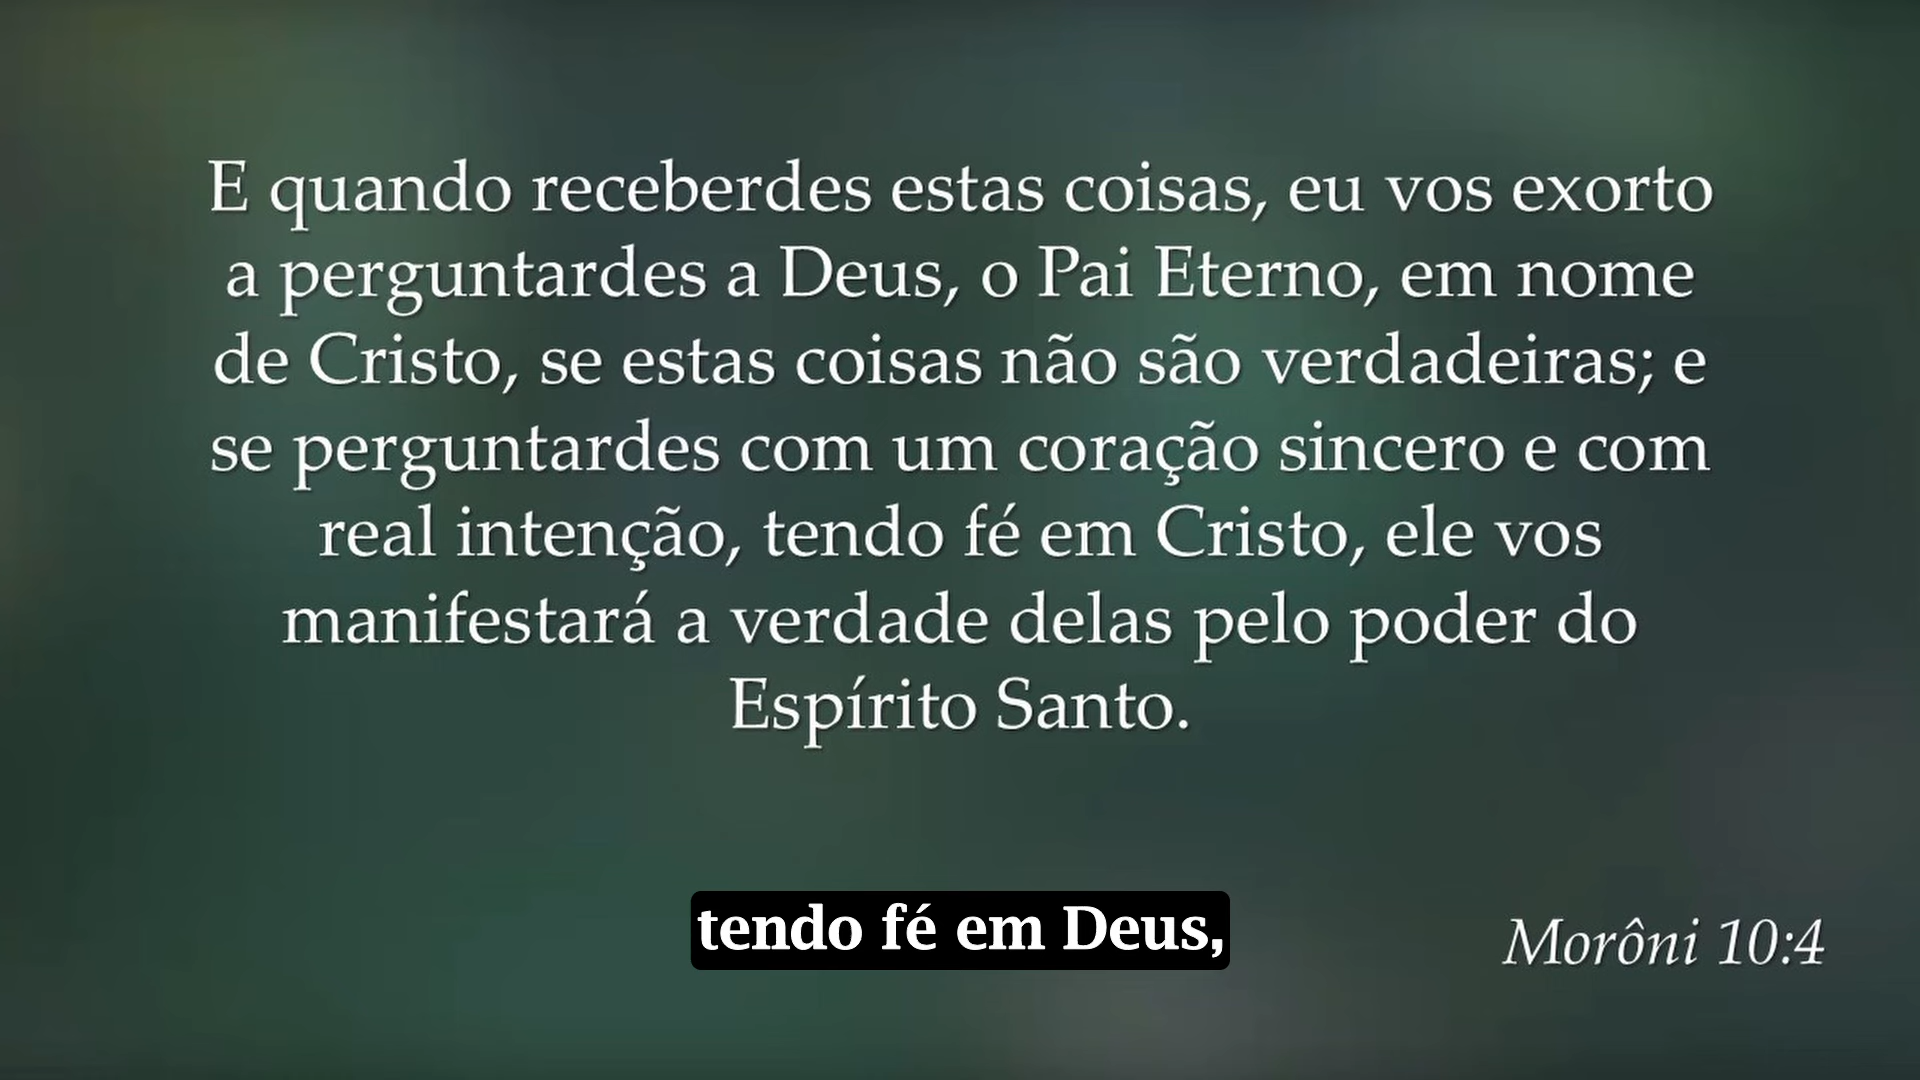 E quando receberdes estas coisas, eu vos exorto
a perguntardes a Deus, o Pai Eterno, em nome
de Cristo, se estas coisas não são verdadeiras; e
se perguntardes com um coração sincero e com
real intenção, tendo fé em Cristo, ele vos
manifestará a verdade delas pelo poder do
Espírito Santo.
tendo fé em Deus,
Morôni 10:4